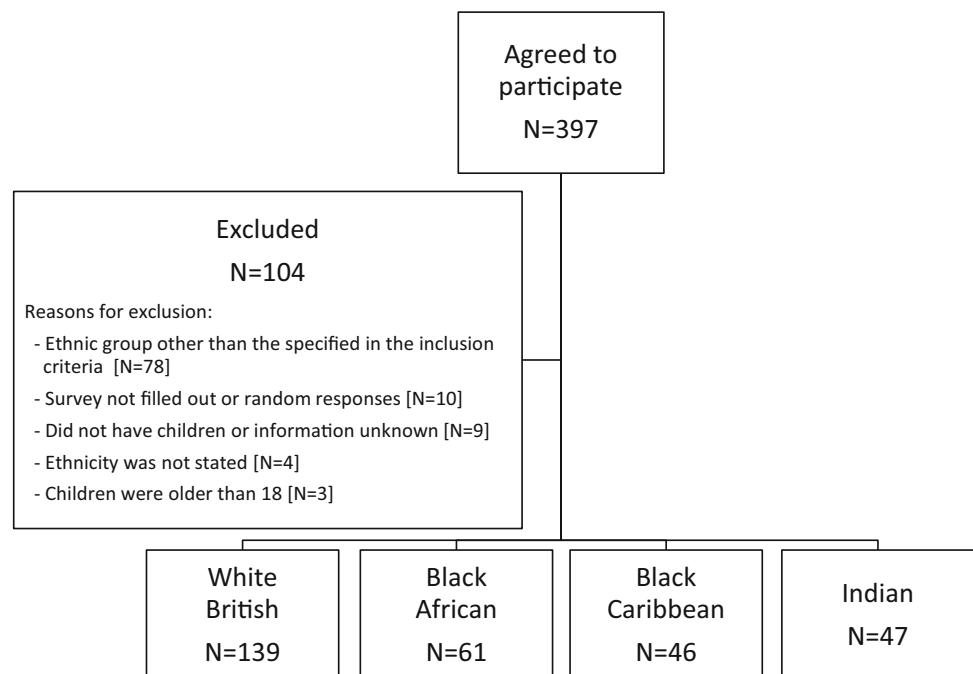 Agreed to
participate
N=397
Excluded
N=104
Reasons for exclusion:
- Ethnic group other than the specified in the inclusion
criteria [N=78]
- Survey not filled out or random responses [N=10]
- Did not have children or information unknown [N=9]
- Ethnicity was not stated [N=4]
- Children were older than 18 [N=3]
White
British
N=139
Black
African
N=61
Black
Caribbean
N=46
Indian
N=47